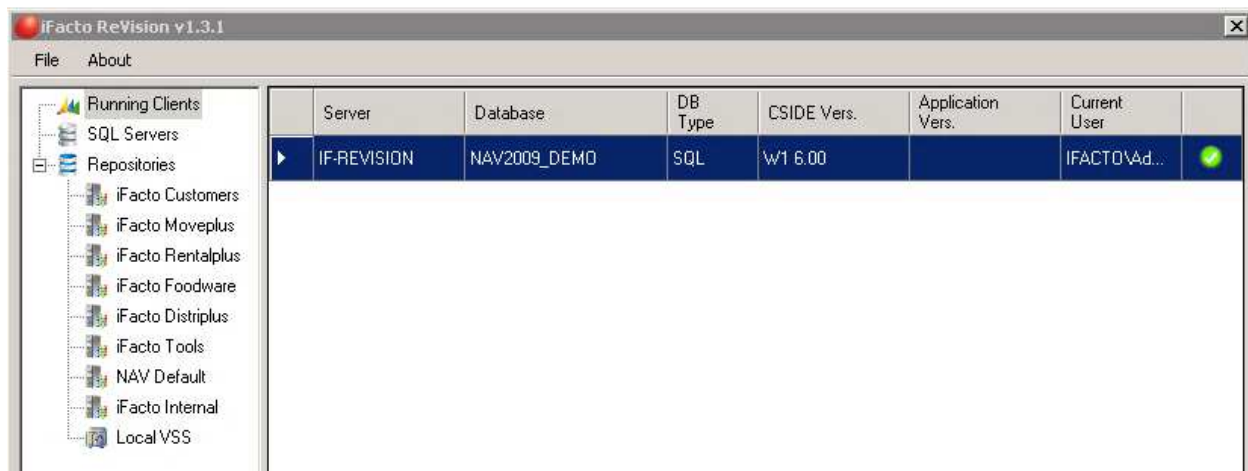 iFacto ReVision v1.3.1
File About
Running Clients
SQL Servers
Repositories
iFacto Customers
iFacto Moveplus
iFacto Rentalplus
iFacto Foodware
iFacto Distriplus
iFacto Tools
NAV Default
iFacto Internal
Local VSS
Server Database DB Type CSIDE Vers. Application Vers. Current User
IF-REVISION NAV2009_DEMO SQL W1 6.00 IFACTO\Ad...